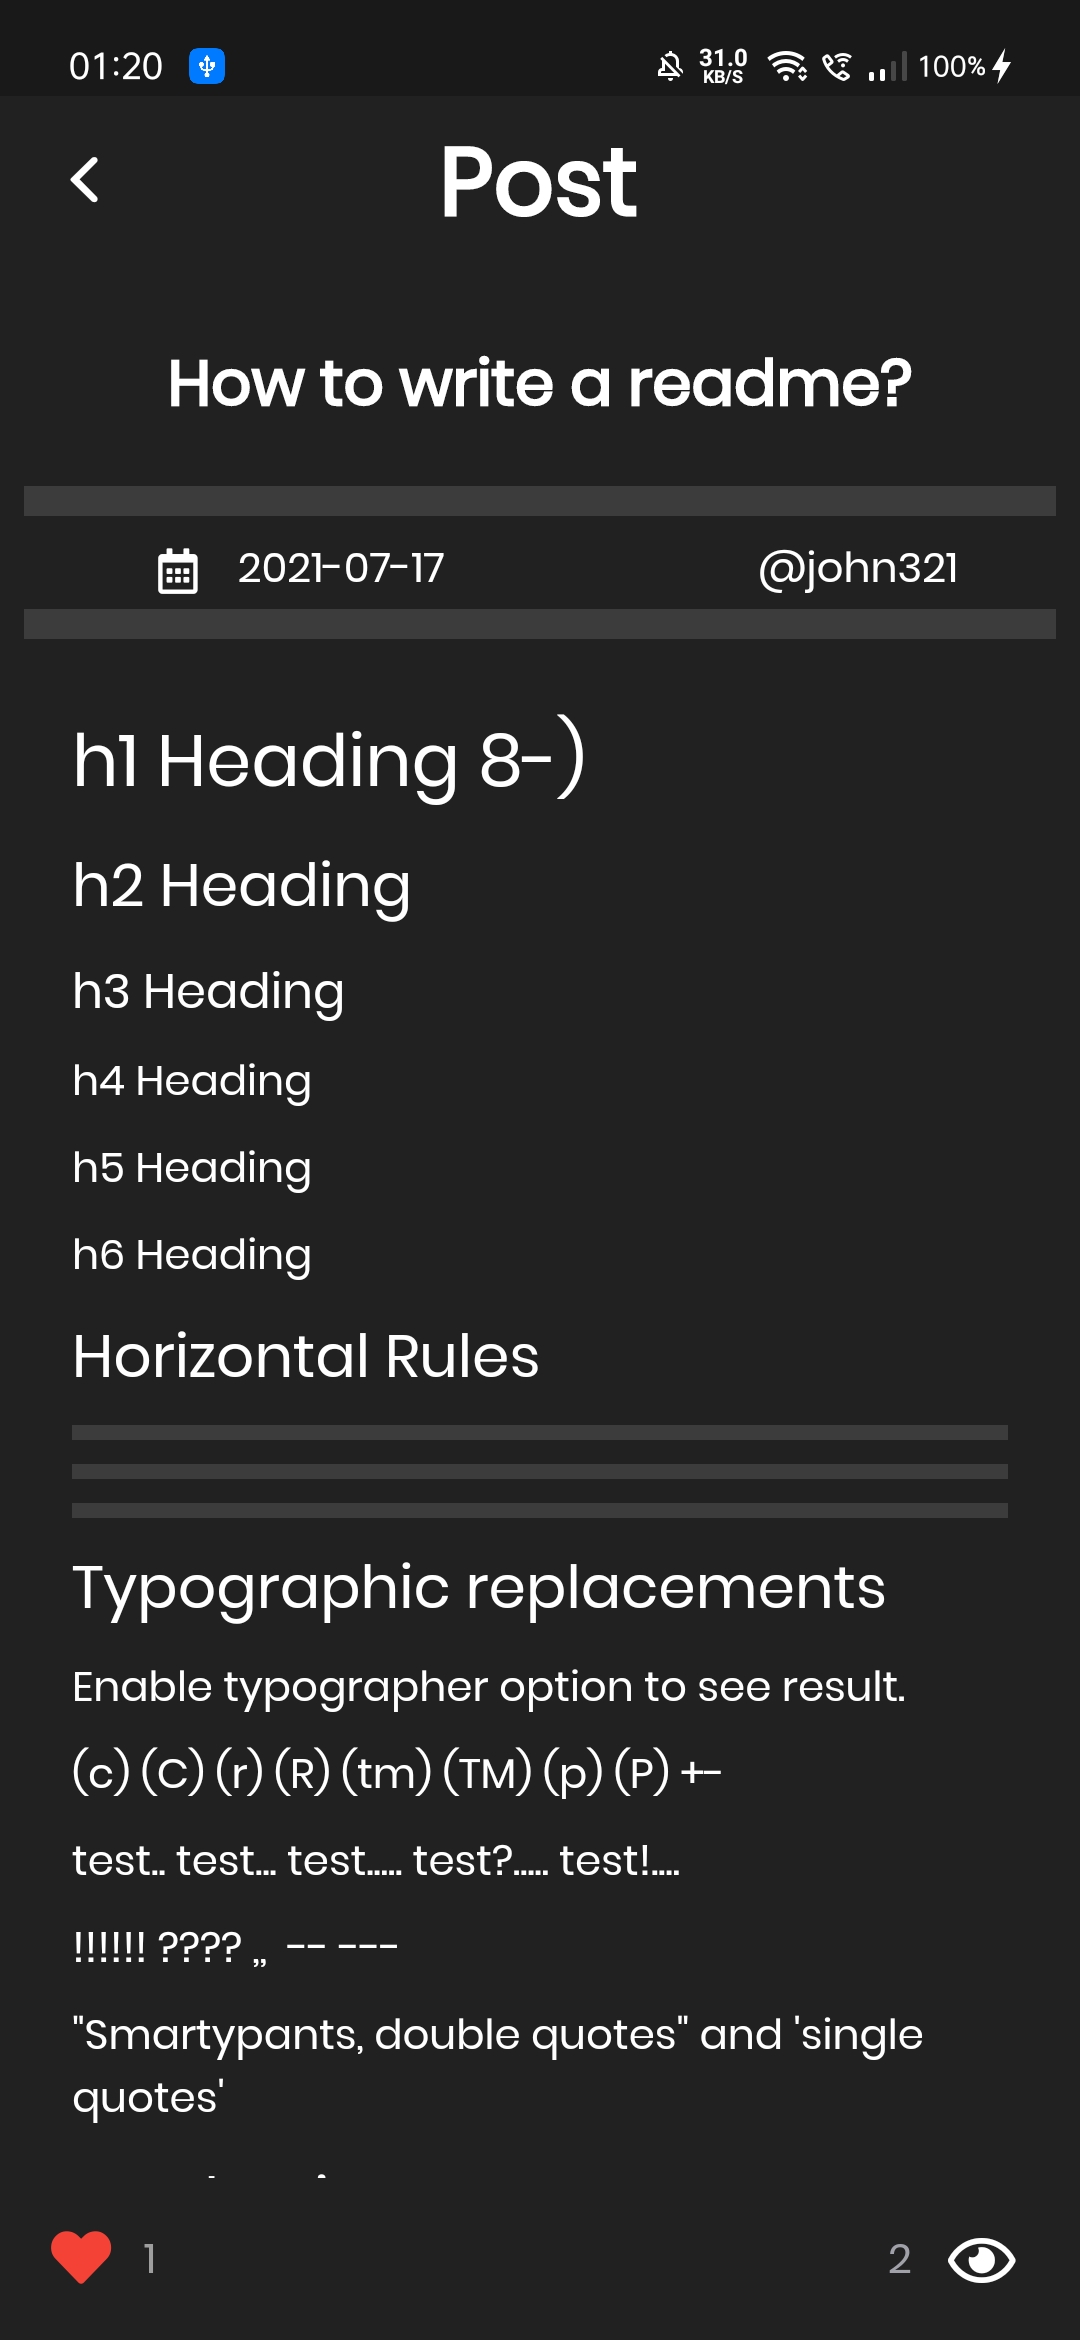 01:20 31.0 KB/S 100%
Post
How to write a readme?
2021-07-17 @john321
h1 Heading 8-)
h2 Heading
h3 Heading
h4 Heading
h5 Heading
h6 Heading
Horizontal Rules
Typographic replacements
Enable typographer option to see result.
(c) (C) (r) (R) (tm) (TM) (p) (P) +-
test.. test... test..... test?..... test!....
!!!!!! ???? ,, -- ---
"Smartypants, double quotes" and 'single
quotes'
1 2